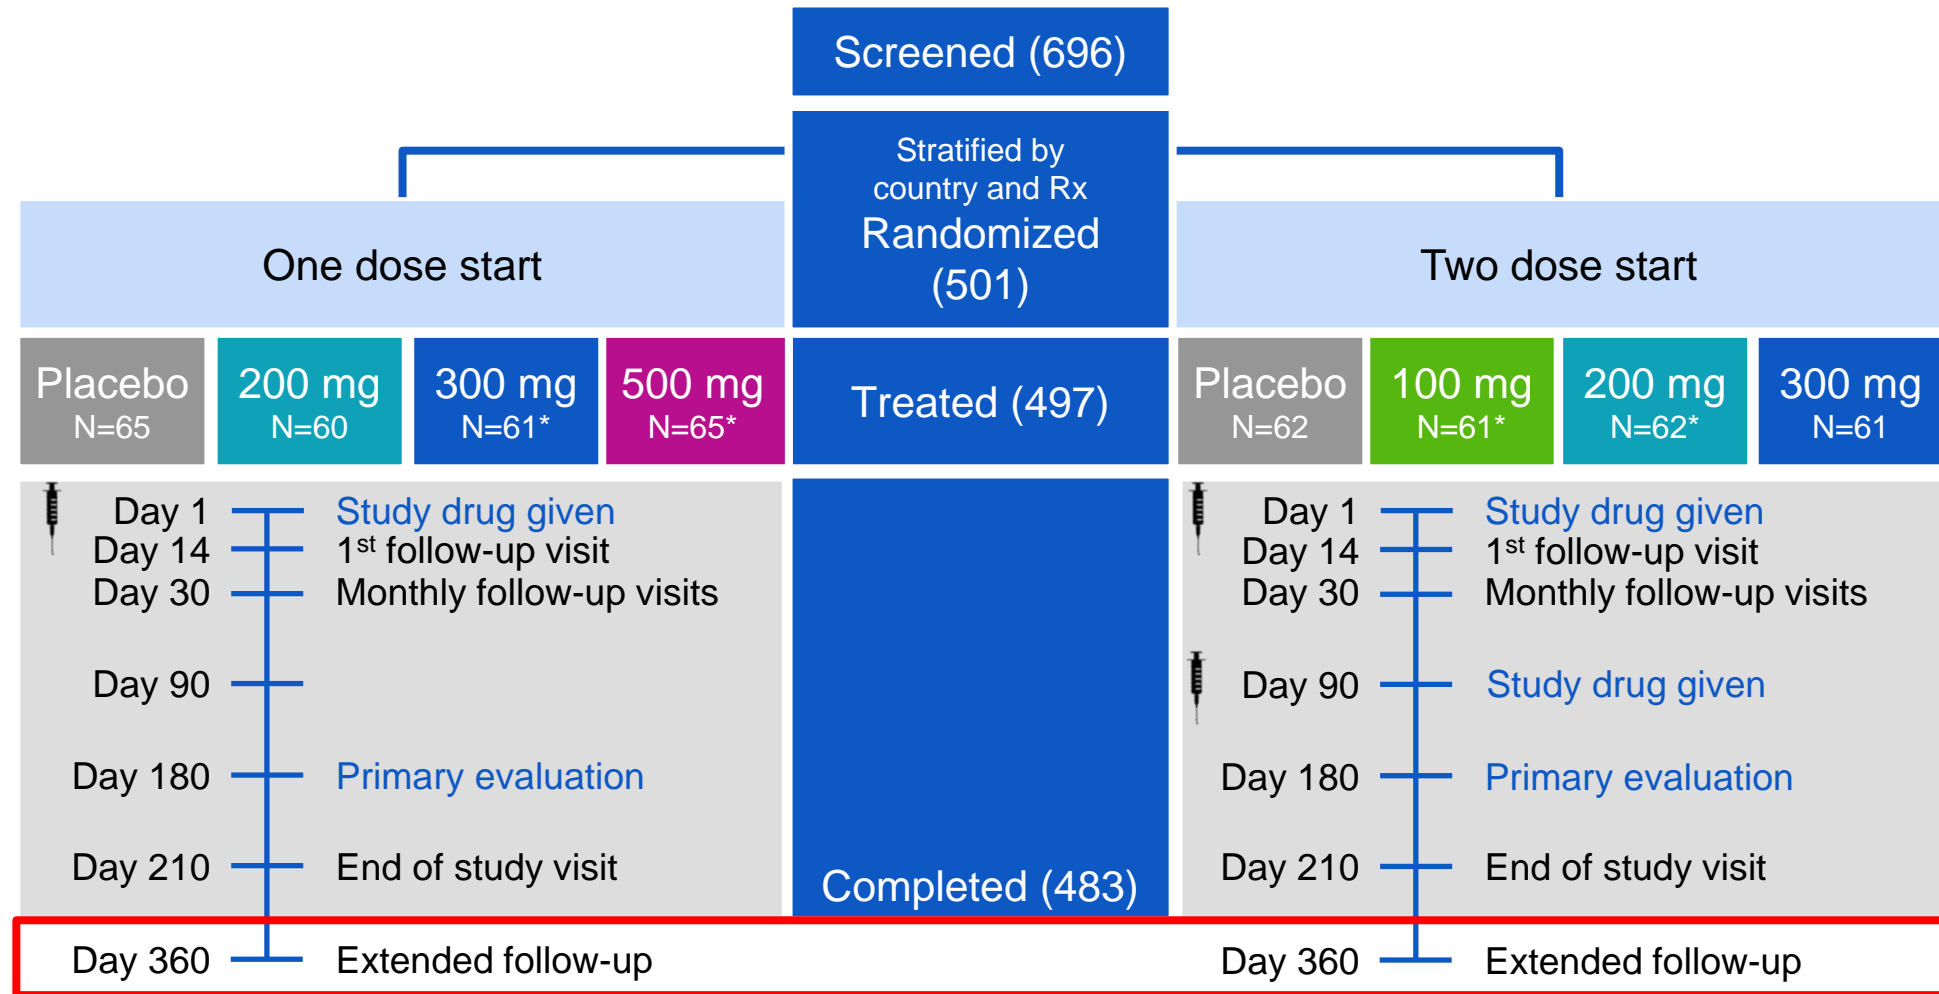 Screened (696)
Stratified by
country and Rx
Randomized
(501)
One dose start
Two dose start
Placebo
N=65
200 mg
N=60
300 mg
N=61*
500 mg
N=65*
Treated (497)
Placebo
N=62
100 mg
N=61*
200 mg
N=62*
300 mg
N=61
Day 1 Study drug given
Day 14 1st follow-up visit
Day 30 Monthly follow-up visits
Day 90
Day 180 Primary evaluation
Day 210 End of study visit
Day 360 Extended follow-up
Completed (483)
Day 1 Study drug given
Day 14 1st follow-up visit
Day 30 Monthly follow-up visits
Day 90 Study drug given
Day 180 Primary evaluation
Day 210 End of study visit
Day 360 Extended follow-up